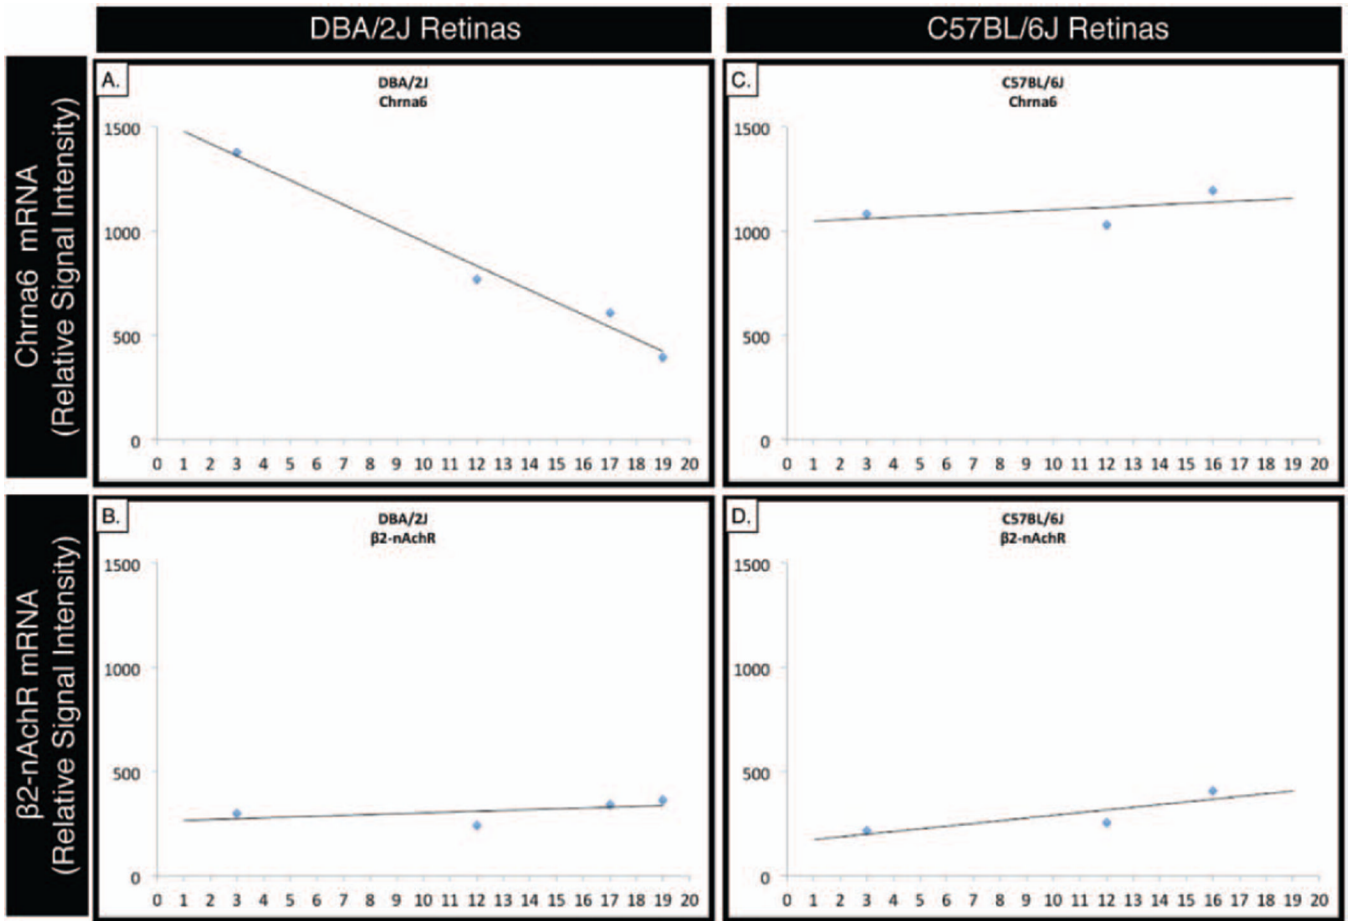 DBA/2J Retinas
C57BL/6J Retinas
Chrna6 mRNA
(Relative Signal Intensity)
A.
DBA/2J
Chrna6
1500
1000
500
0
0 1 2 3 4 5 6 7 8 9 10 11 12 13 14 15 16 17 18 19 20
C.
C57BL/6J
Chrna6
1500
1000
500
0
0 1 2 3 4 5 6 7 8 9 10 11 12 13 14 15 16 17 18 19 20
β2-nAchR mRNA
(Relative Signal Intensity)
B.
DBA/2J
β2-nAchR
1500
1000
500
0
0 1 2 3 4 5 6 7 8 9 10 11 12 13 14 15 16 17 18 19 20
D.
C57BL/6J
β2-nAchR
1500
1000
500
0
0 1 2 3 4 5 6 7 8 9 10 11 12 13 14 15 16 17 18 19 20